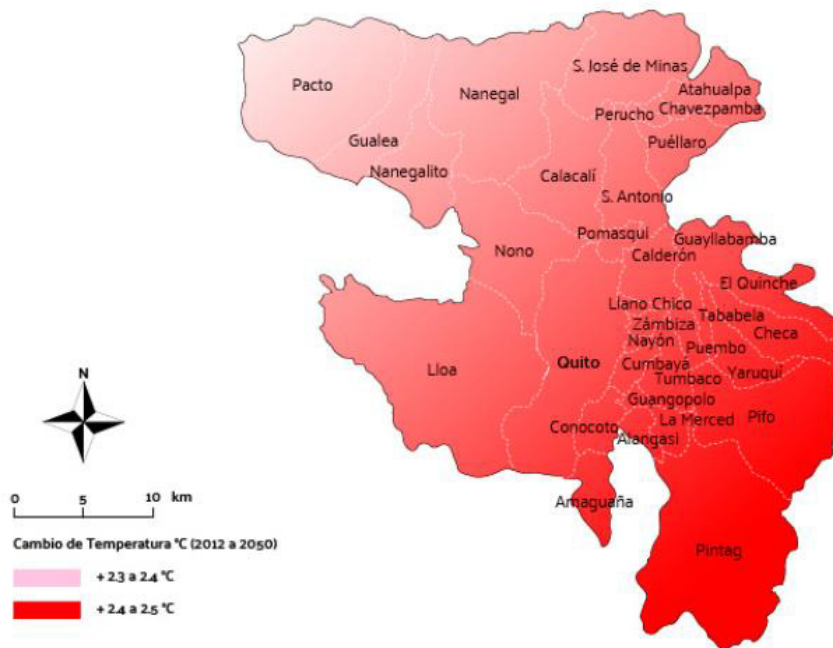 Pacto
Nanegal
S. José de Minas
Atahualpa
Chavezpamba
Perucho
Gualea
Puéllaro
Nanegalito
Calacalí
S. Antonio
Pomasqui
Guayllabamba
Nono
Calderón
El Quinche
Llano Chico
Tababela
Zámbiza
Checa
Nayón
Puembo
Lloa
Quito
Cumbayá
Yaruquí
Tumbaco
Guangopolo
La Merced
Pifo
Conocoto
Alangasi
Amaguaña
Pintag
N
0 5 10 km
Cambio de Temperatura °C (2012 a 2050)
+ 2.3 a 2.4 °C
+ 2.4 a 2.5 °C